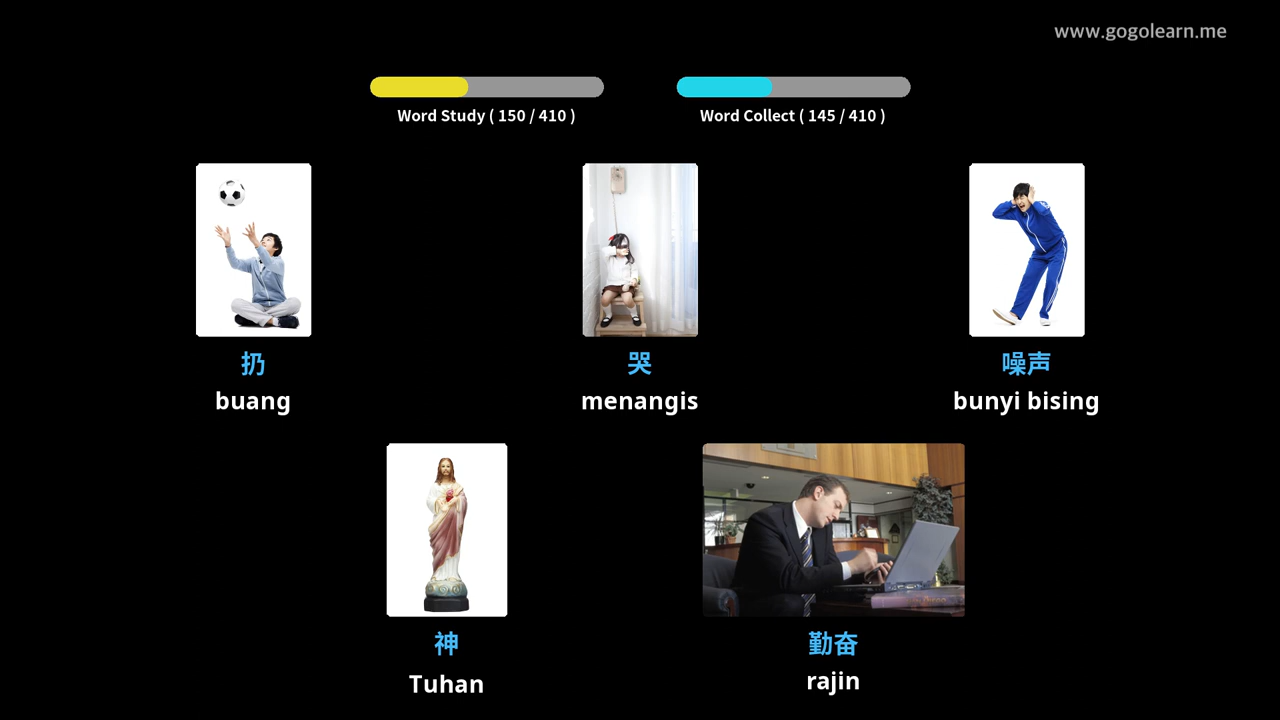 www.gogolearn.me
Word Study ( 150 / 410 )
Word Collect ( 145 / 410 )
扔
buang
哭
menangis
噪声
bunyi bising
神
Tuhan
勤奋
rajin